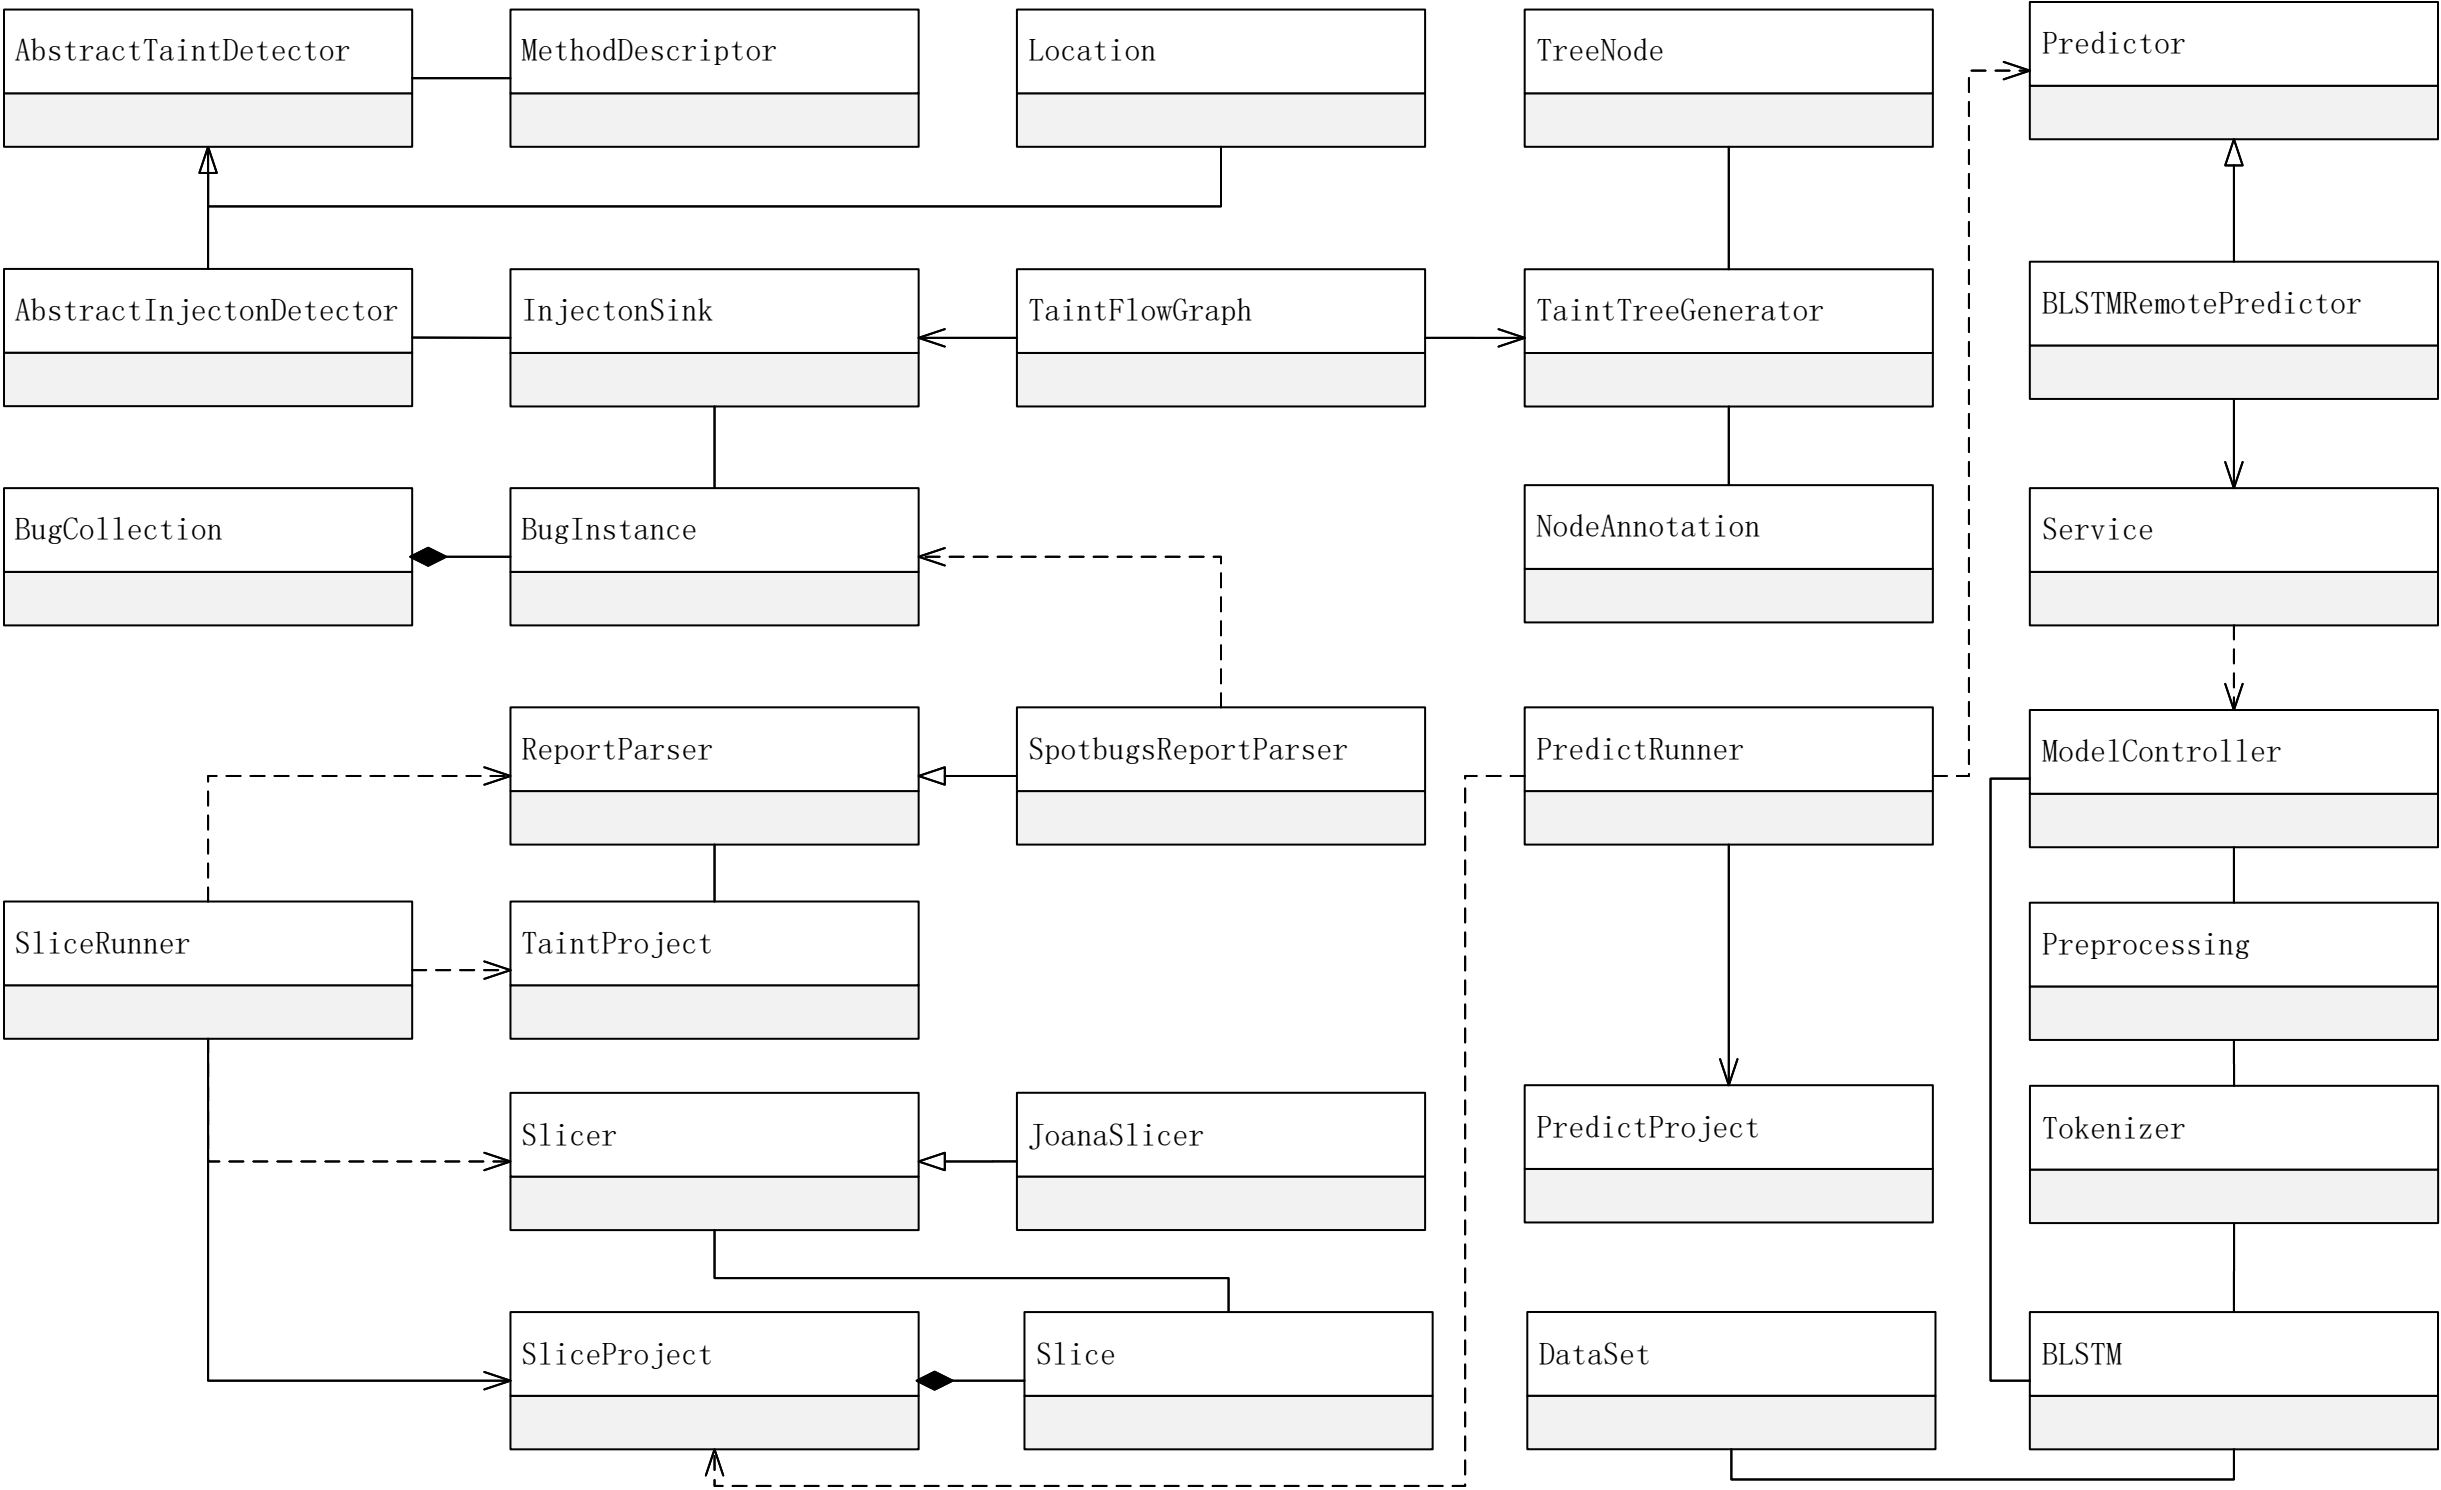 AbstractTaintDetector
MethodDescriptor
Location
TreeNode
Predictor
AbstractInjectonDetector
InjectonSink
TaintFlowGraph
TaintTreeGenerator
BLSTMRemotePredictor
BugCollection
BugInstance
NodeAnnotation
Service
ReportParser
SpotbugsReportParser
PredictRunner
ModelController
SliceRunner
TaintProject
Preprocessing
Slicer
JoanaSlicer
PredictProject
Tokenizer
SliceProject
Slice
DataSet
BLSTM